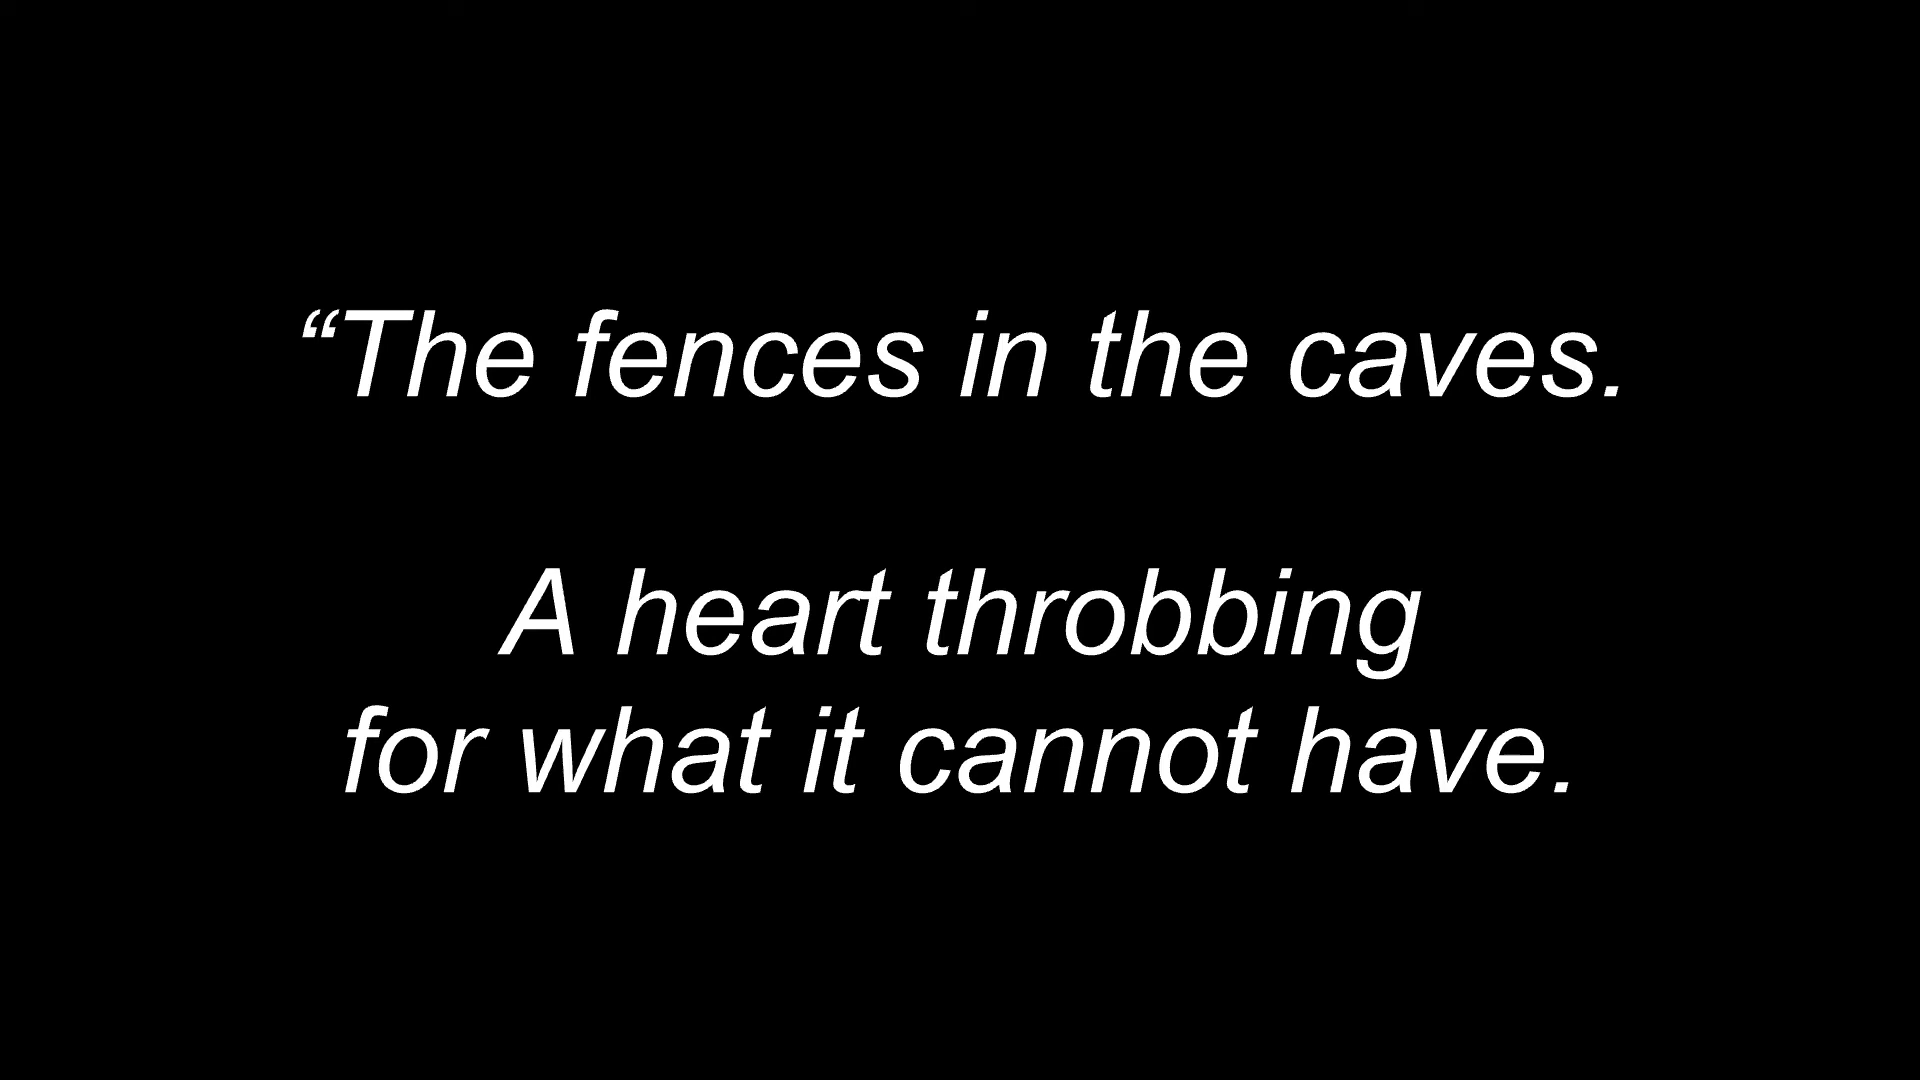 “The fences in the caves.
A heart throbbing
for what it cannot have.